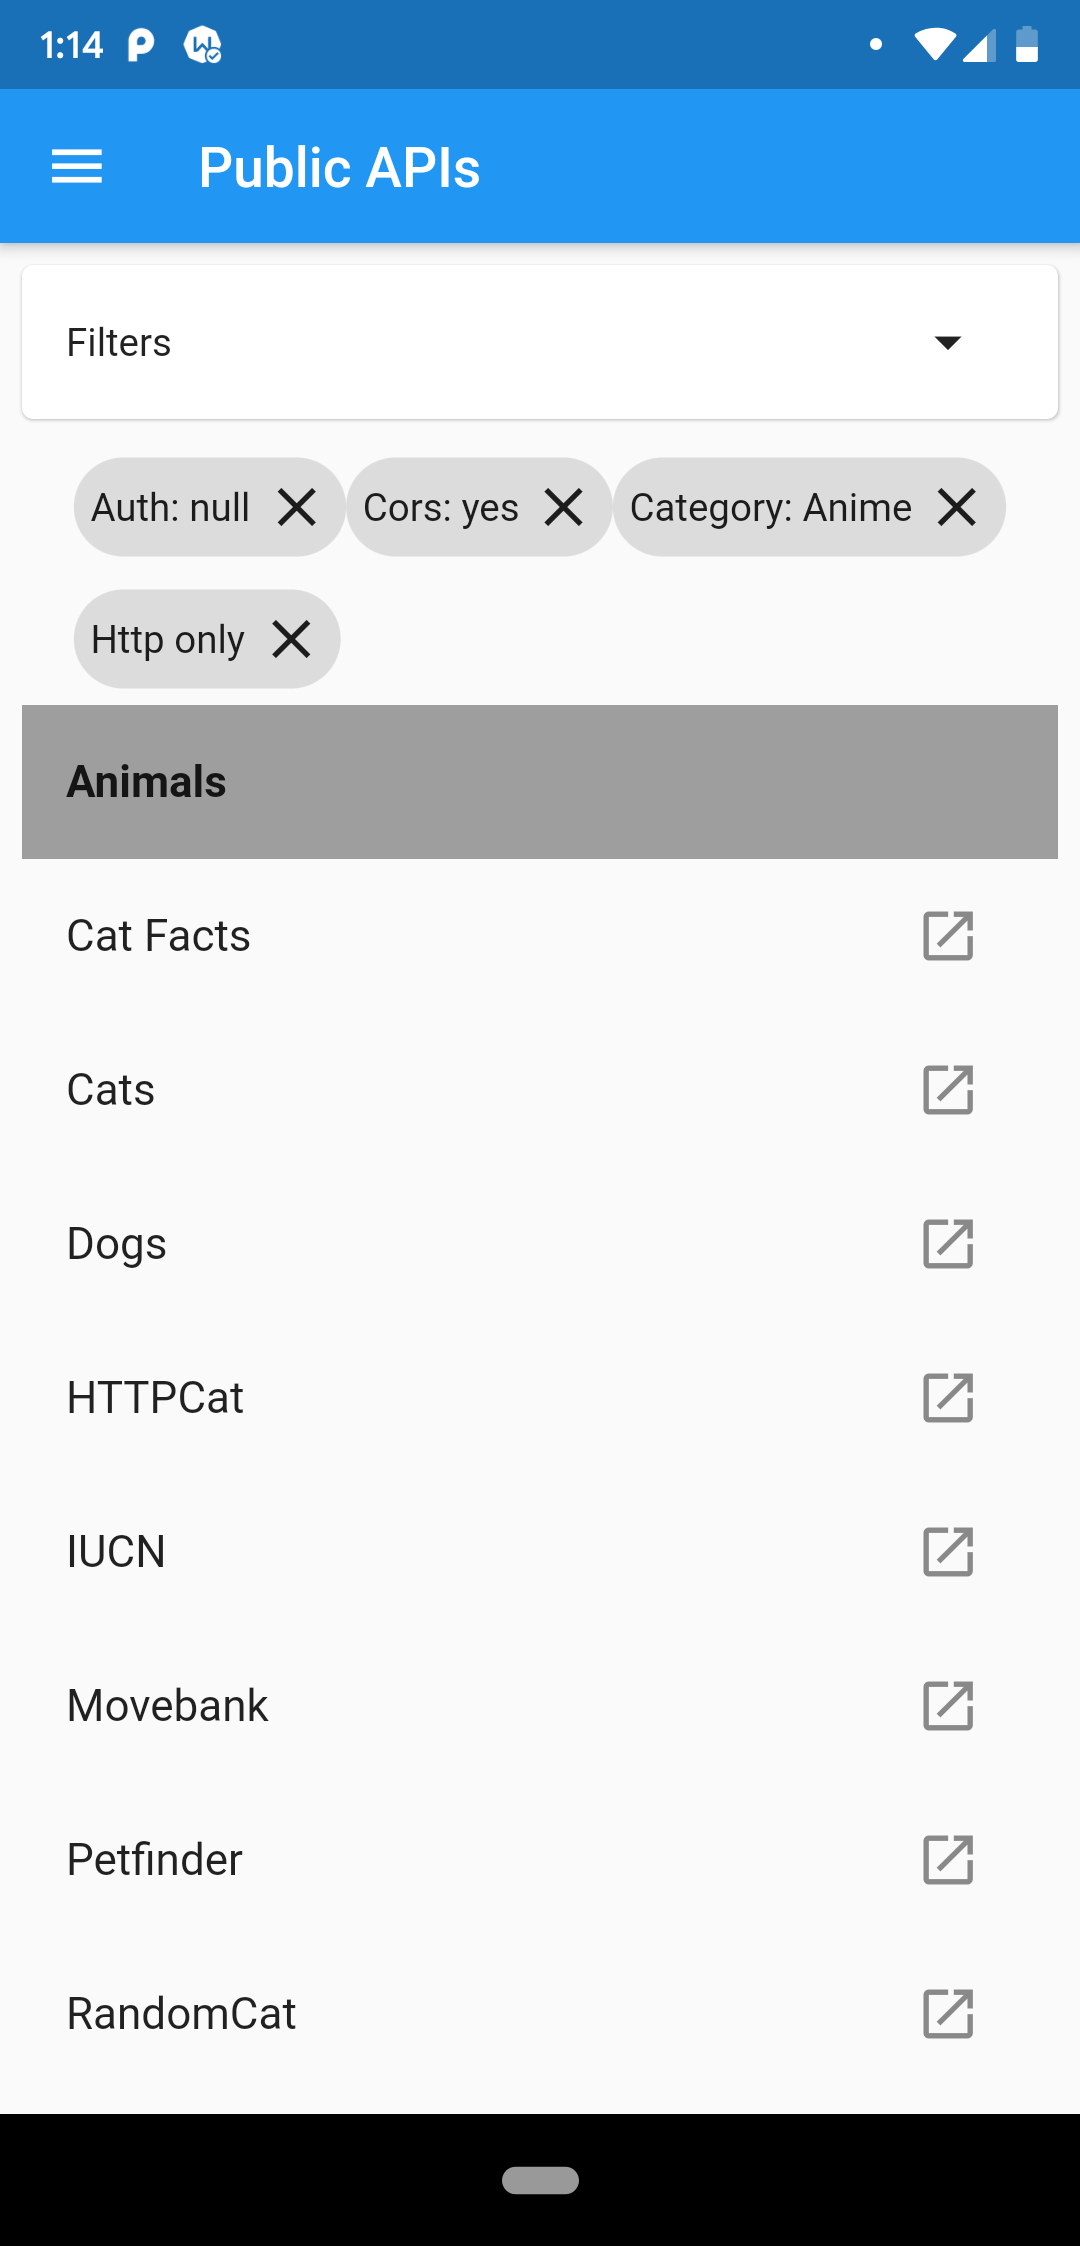 1:14
Public APIs
Filters
Auth: null Cors: yes Category: Anime
Http only
Animals
Cat Facts
Cats
Dogs
HTTPCat
IUCN
Movebank
Petfinder
RandomCat